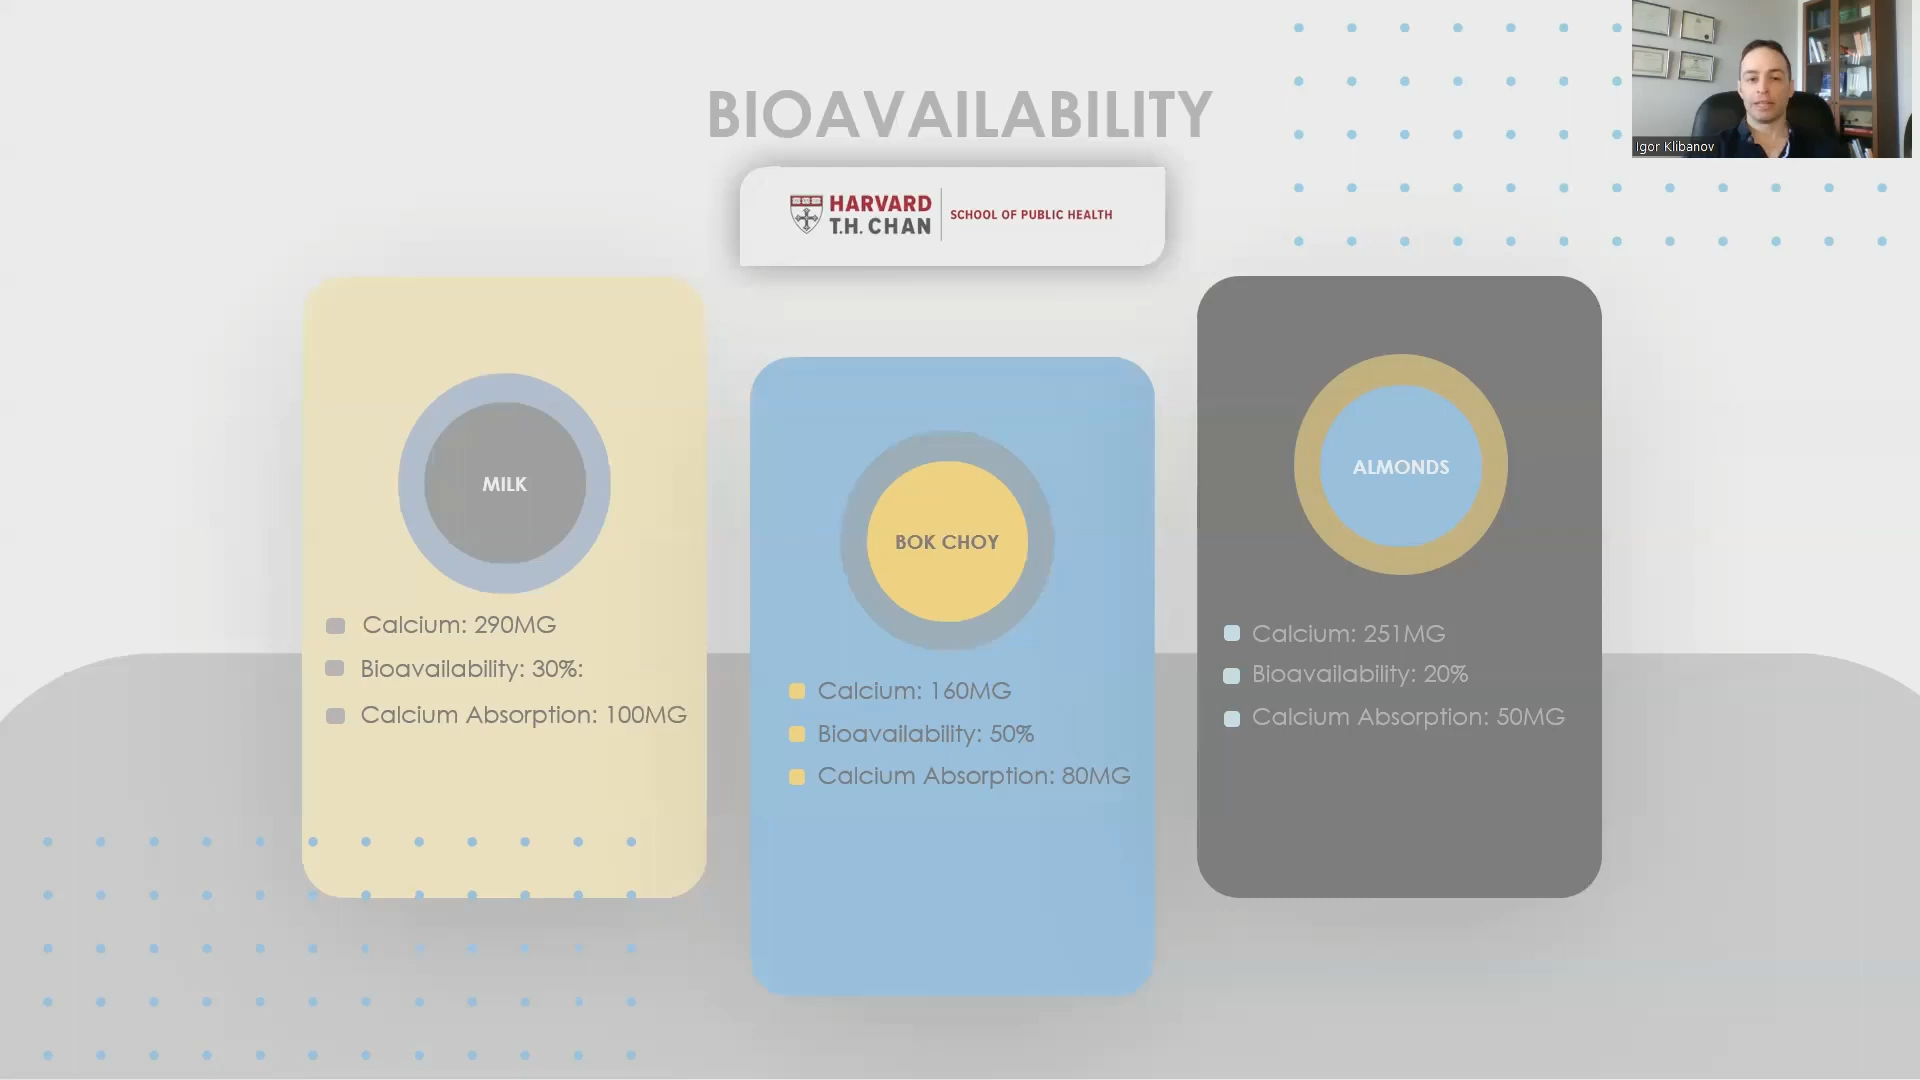 BIOAVAILABILITY
HARVARD
T.H. CHAN
SCHOOL OF PUBLIC HEALTH
Igor Klibanov
MILK
Calcium: 290MG
Bioavailability: 30%:
Calcium Absorption: 100MG
BOK CHOY
Calcium: 160MG
Bioavailability: 50%
Calcium Absorption: 80MG
ALMONDS
Calcium: 251MG
Bioavailability: 20%
Calcium Absorption: 50MG